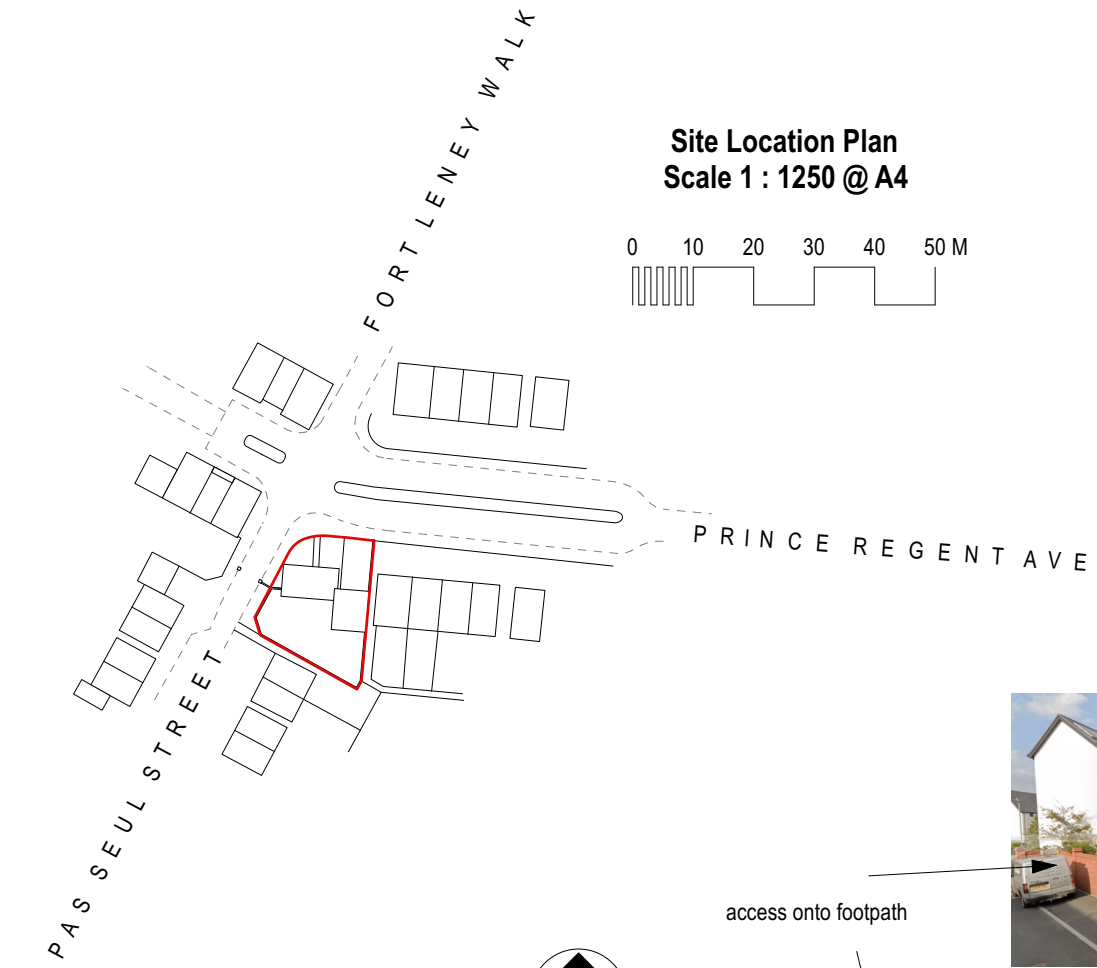 FORT LENEY WALK
Site Location Plan
Scale 1 : 1250 @ A4
0 10 20 30 40 50 M
PRINCE REGENT AVE
PAS SEUL STREET
access onto footpath